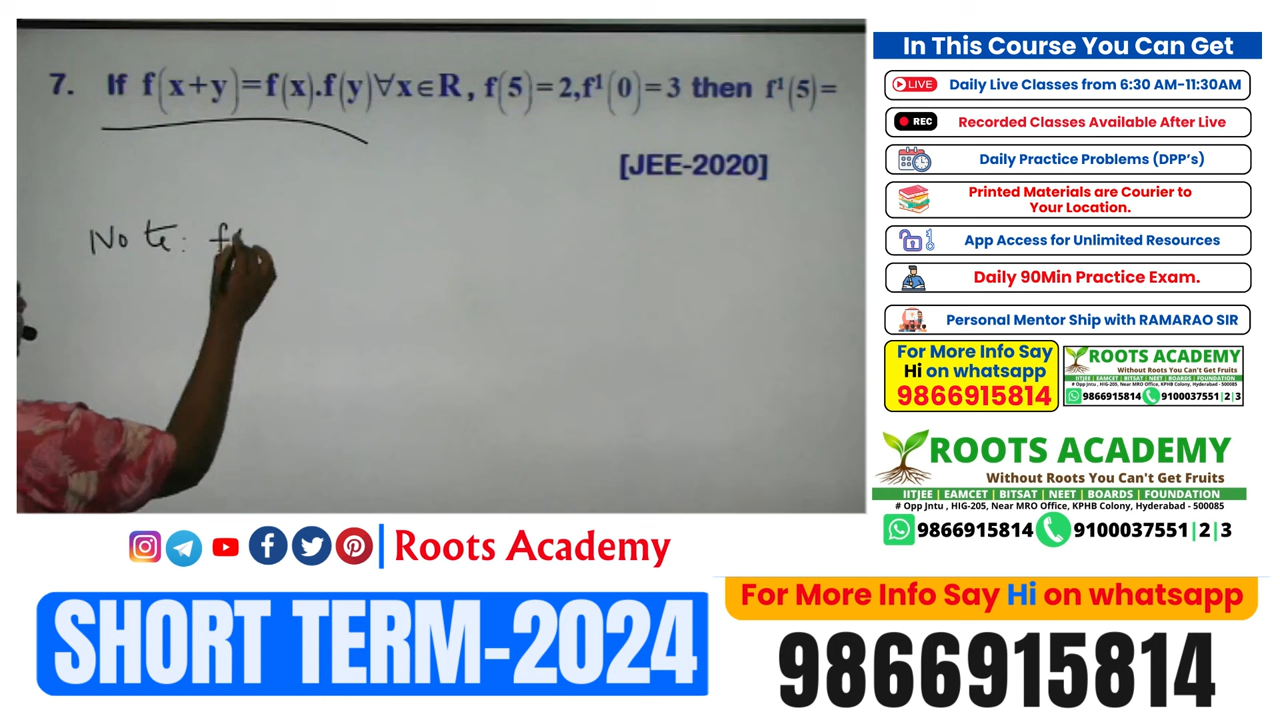 7. If f(x+y)=f(x).f(y)∀x∈R, f(5)=2,f¹(0)=3 then f¹(5)=
[JEE-2020]
Note: f
In This Course You Can Get
LIVE Daily Live Classes from 6:30 AM-11:30AM
REC Recorded Classes Available After Live
Daily Practice Problems (DPP's)
Printed Materials are Courier to
Your Location.
App Access for Unlimited Resources
Daily 90Min Practice Exam.
Personal Mentor Ship with RAMARAO SIR
For More Info Say
Hi on whatsapp
9866915814
ROOTS ACADEMY
Without Roots You Can't Get Fruits
IITJEE | EAMCET | BITSAT | NEET | BOARDS | FOUNDATION
# Opp Jntu , HIG-205, Near MRO Office, KPHB Colony, Hyderabad - 500085
9866915814 9100037551|2|3
ROOTS ACADEMY
Without Roots You Can't Get Fruits
IITJEE | EAMCET | BITSAT | NEET | BOARDS | FOUNDATION
# Opp Jntu , HIG-205, Near MRO Office, KPHB Colony, Hyderabad - 500085
9866915814 9100037551|2|3
Roots Academy
SHORT TERM-2024
For More Info Say Hi on whatsapp
9866915814